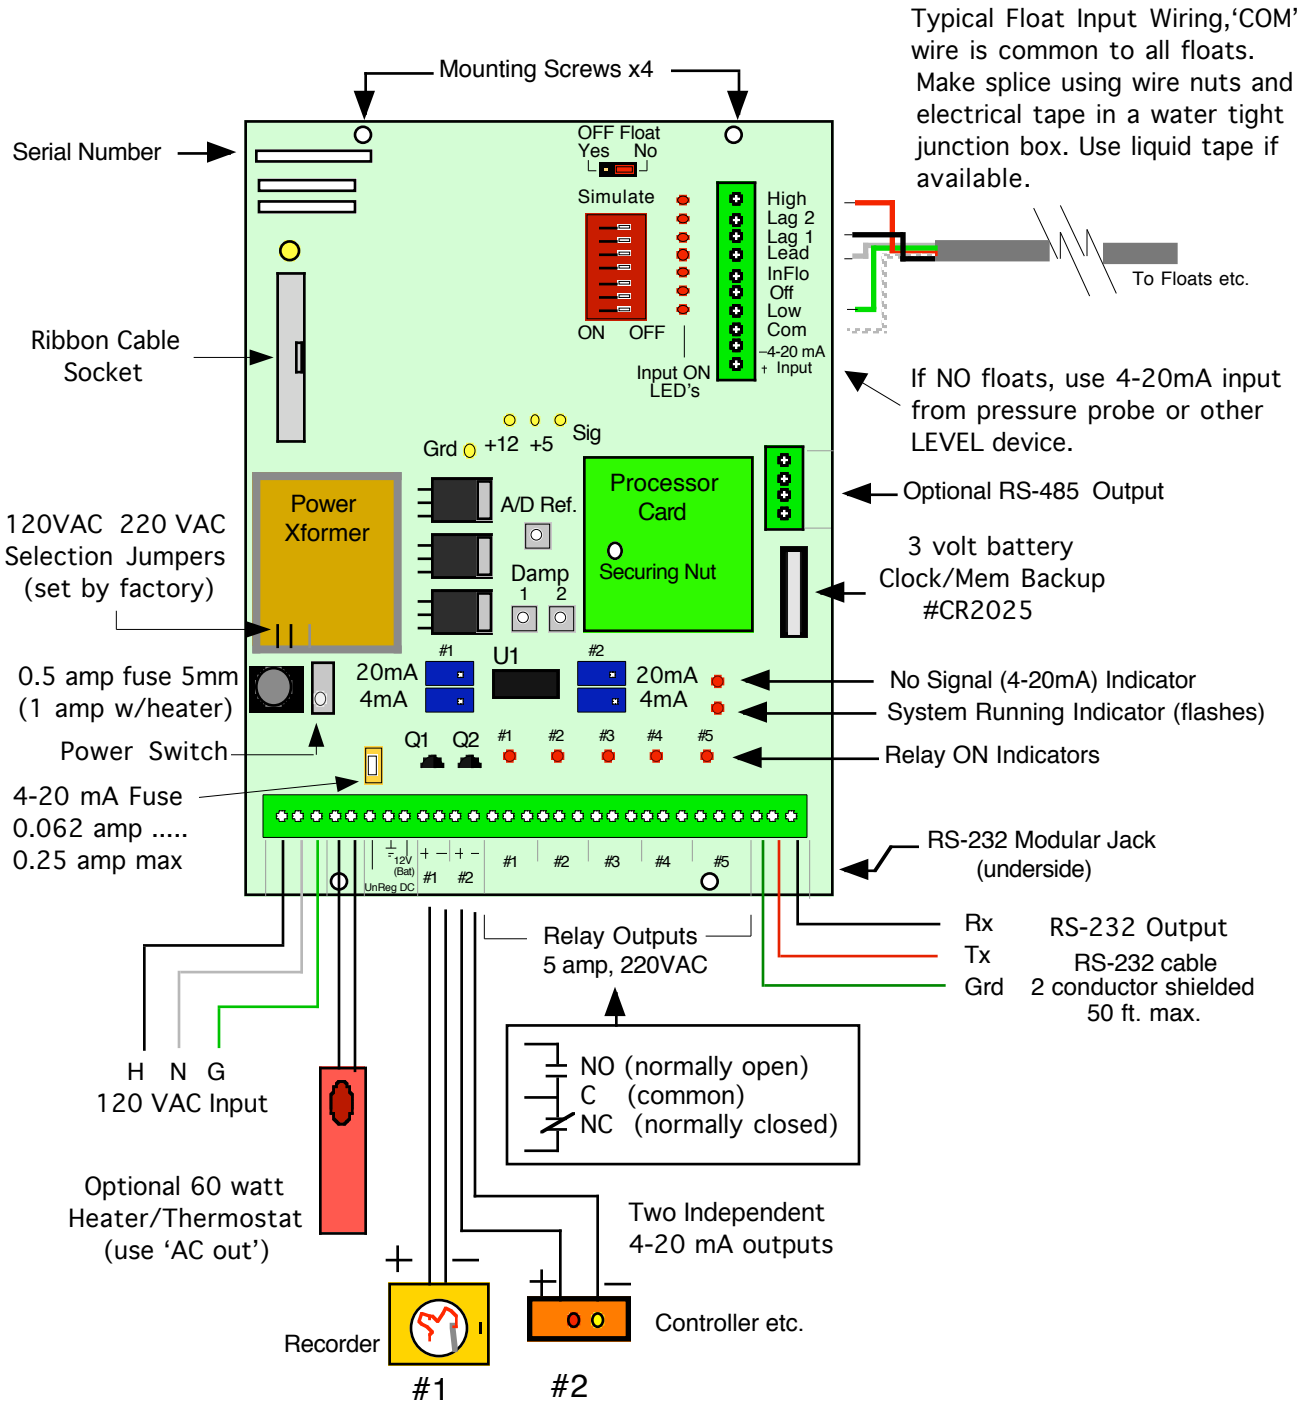 Typical Float Input Wiring,‘COM’
wire is common to all floats.
Make splice using wire nuts and
electrical tape in a water tight
junction box. Use liquid tape if
available.
Mounting Screws x4
Serial Number
OFF Float
Yes No
Simulate
ON OFF
Input ON
LED's
High
Lag 2
Lag 1
Lead
InFlo
Off
Low
Com
−4-20 mA
+ Input
To Floats etc.
Ribbon Cable
Socket
If NO floats, use 4-20mA input
from pressure probe or other
LEVEL device.
Grd +12 +5 Sig
Optional RS-485 Output
Power
Xformer
A/D Ref.
Processor
Card
Securing Nut
Damp
1 2
120VAC 220 VAC
Selection Jumpers
(set by factory)
3 volt battery
Clock/Mem Backup
#CR2025
#1 U1 #2
20mA
4mA
20mA
4mA
0.5 amp fuse 5mm
(1 amp w/heater)
No Signal (4-20mA) Indicator
System Running Indicator (flashes)
Power Switch
Q1 Q2 #1 #2 #3 #4 #5
Relay ON Indicators
4-20 mA Fuse
0.062 amp .....
0.25 amp max
12V
(Bat)
UnReg DC
+ − + −
#1 #2
#1 #2 #3 #4 #5
RS-232 Modular Jack
(underside)
Relay Outputs
5 amp, 220VAC
Rx
Tx
Grd
RS-232 Output
RS-232 cable
2 conductor shielded
50 ft. max.
H N G
120 VAC Input
NO (normally open)
C (common)
NC (normally closed)
Optional 60 watt
Heater/Thermostat
(use ‘AC out’)
Two Independent
4-20 mA outputs
+ −
+ −
Recorder
Controller etc.
#1
#2